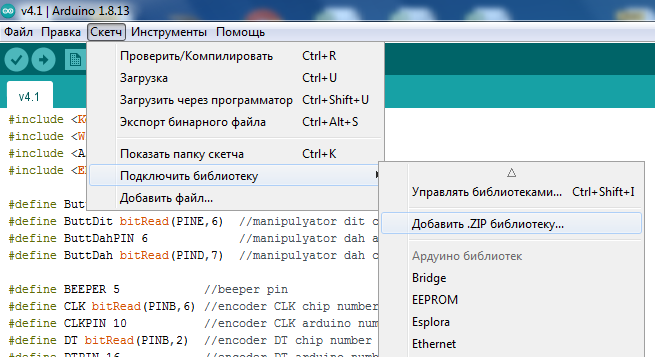 v4.1 | Arduino 1.8.13
Файл Правка Скетч Инструменты Помощь
Проверить/Компилировать Ctrl+R
Загрузка Ctrl+U
Загрузить через программатор Ctrl+Shift+U
Экспорт бинарного файла Ctrl+Alt+S
Показать папку скетча Ctrl+K
Подключить библиотеку
Добавить файл...
Управлять библиотеками... Ctrl+Shift+I
Добавить .ZIP библиотеку...
Ардуино библиотек
Bridge
EEPROM
Esplora
Ethernet
v4.1
#include <K
#include <W
#include <A
#include <E
#define But
#define ButtDit bitRead(PINE,6) //manipulyator dit c
#define ButtDahPIN 6 //manipulyator dah a
#define ButtDah bitRead(PIND,7) //manipulyator dah c
#define BEEPER 5 //beeper pin
#define CLK bitRead(PINB,6) //encoder CLK chip number
#define CLKPIN 10 //encoder CLK arduino num
#define DT bitRead(PINB,2) //encoder DT chip number
#define DTPIN 16 //encoder DT arduino numb